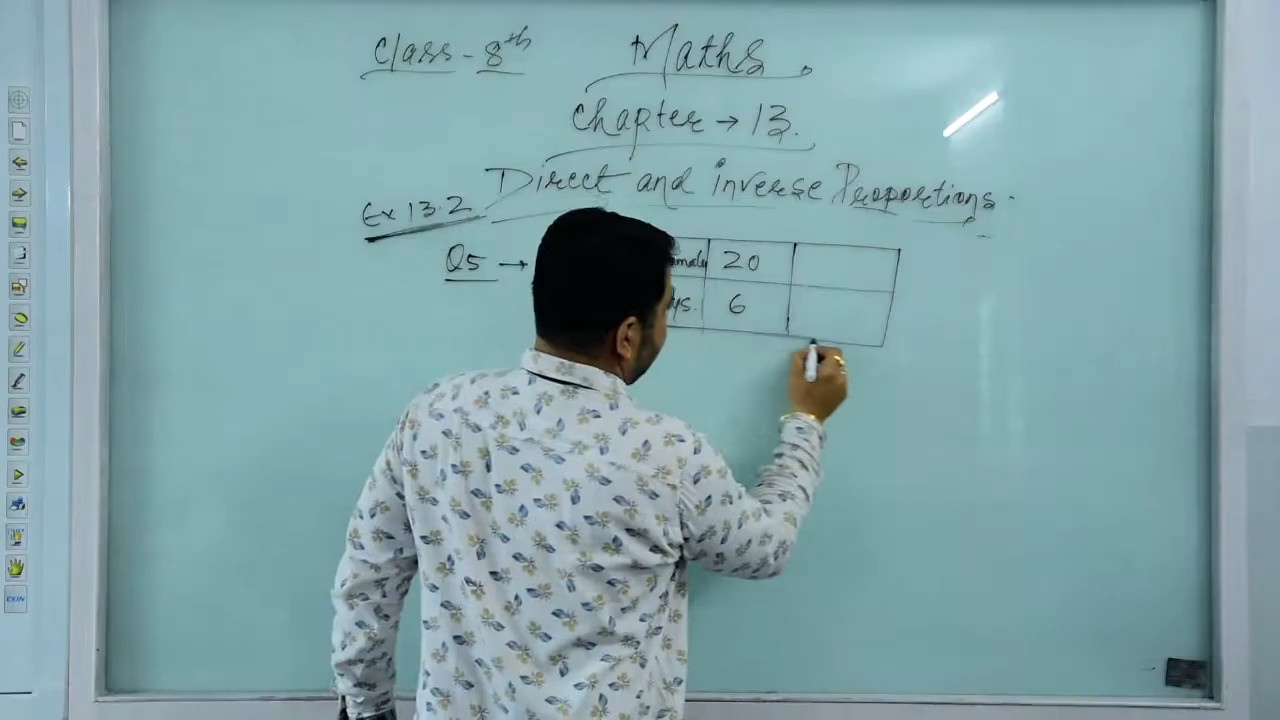 Class - 8th Maths.
Chapter → 13.
Direct and inverse Proportions.
Ex 13.2
Q5 → 20
6